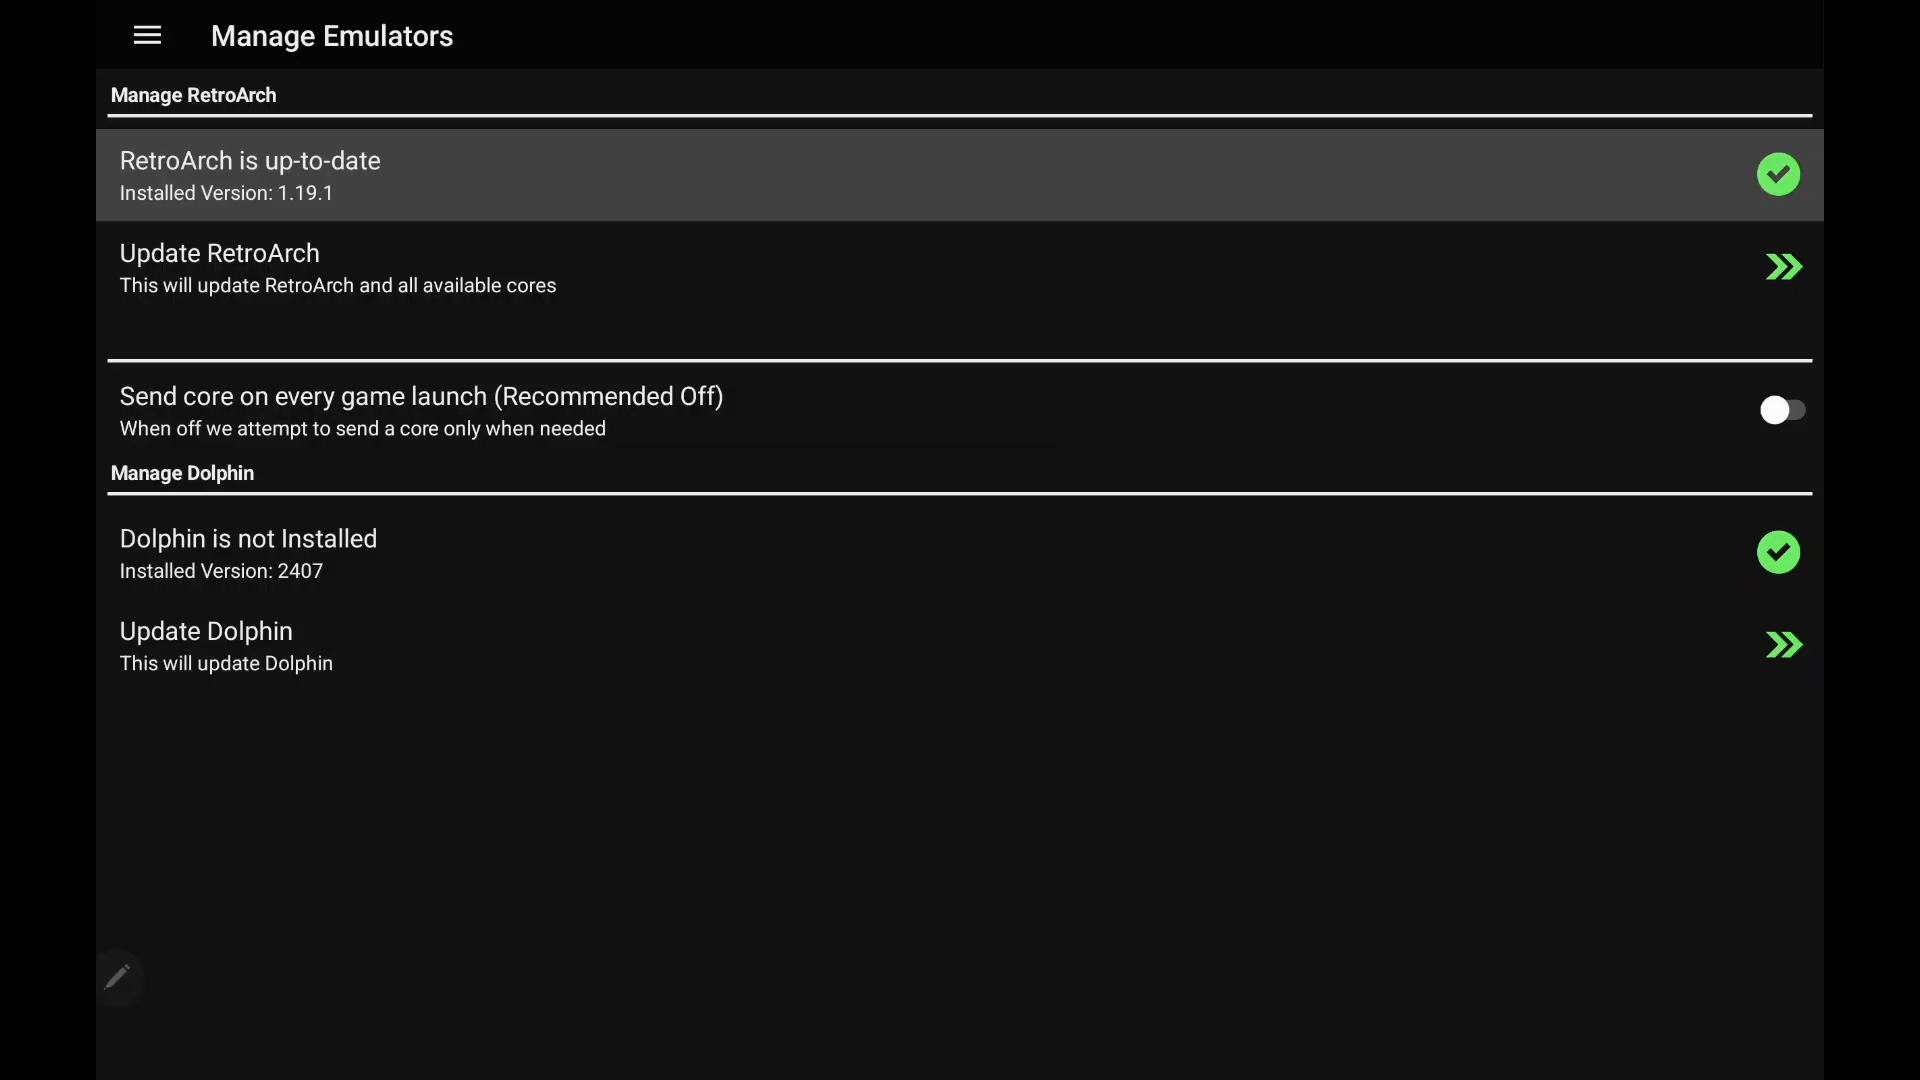 Manage Emulators
Manage RetroArch
RetroArch is up-to-date
Installed Version: 1.19.1
Update RetroArch
This will update RetroArch and all available cores
Send core on every game launch (Recommended Off)
When off we attempt to send a core only when needed
Manage Dolphin
Dolphin is not Installed
Installed Version: 2407
Update Dolphin
This will update Dolphin